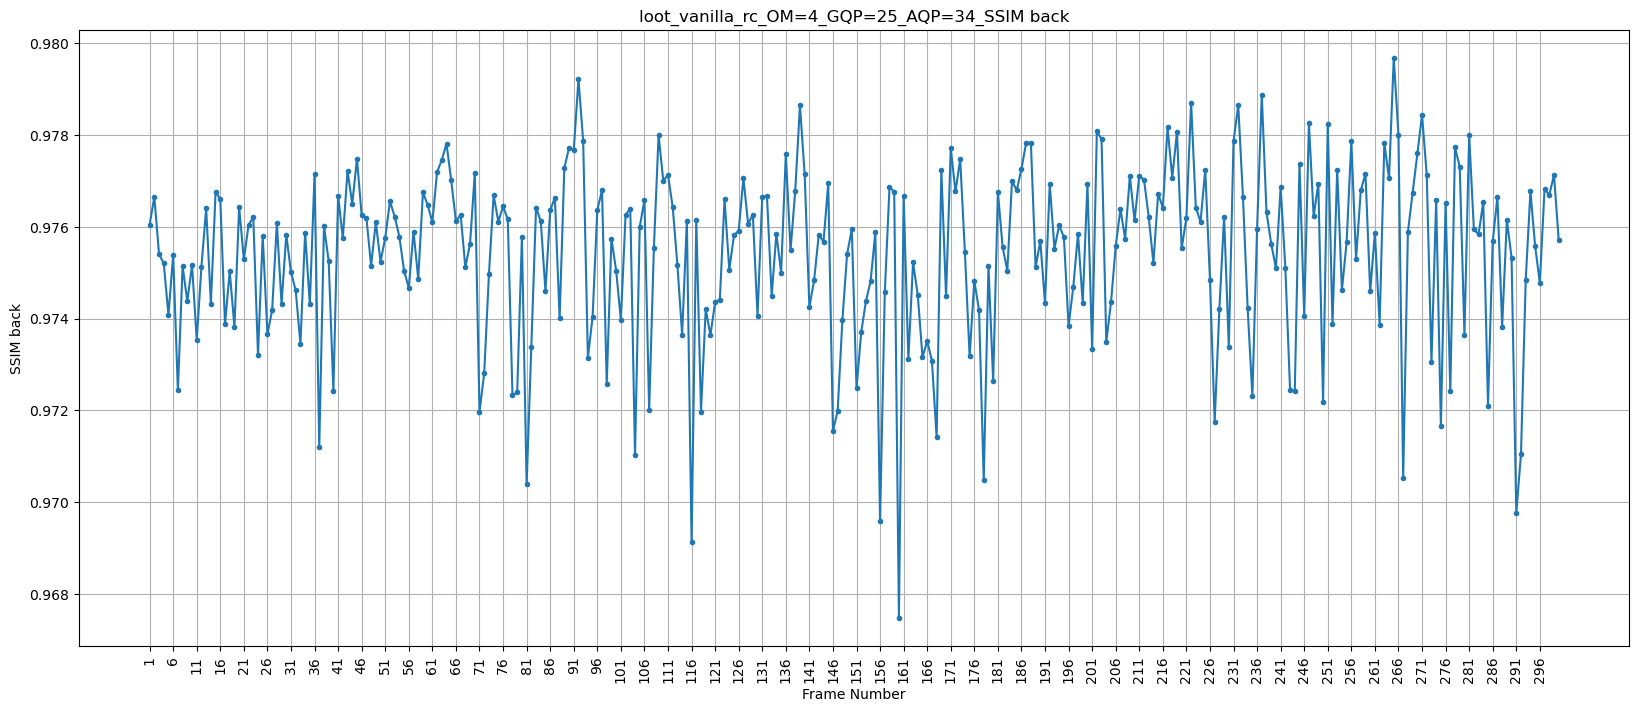 loot_vanilla_rc_OM=4_GQP=25_AQP=34_SSIM back
0.980
0.978
0.976
0.974
0.972
0.970
0.968
SSIM back
1 6 11 16 21 26 31 36 41 46 51 56 61 66 71 76 81 86 91 96 101 106 111 116 121 126 131 136 141 146 151 156 161 166 171 176 181 186 191 196 201 206 211 216 221 226 231 236 241 246 251 256 261 266 271 276 281 286 291 296
Frame Number